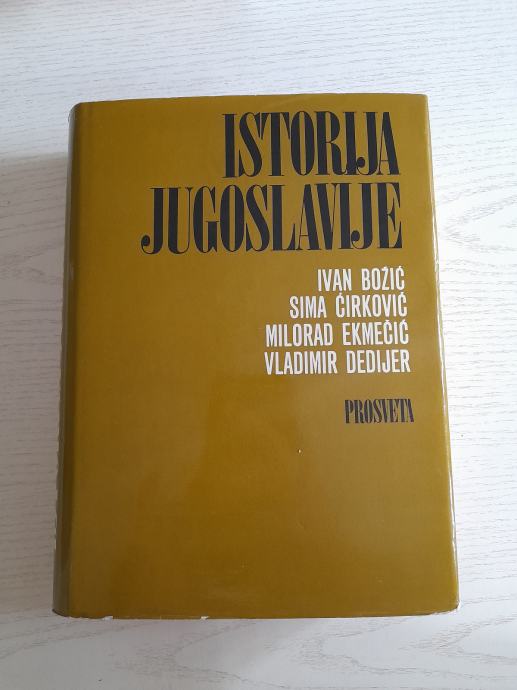 ISTORIJA
JUGOSLAVIJE
IVAN BOŽIĆ
SIMA ĆIRKOVIĆ
MILORAD EKMEČIĆ
VLADIMIR DEDIJER
PROSVETA